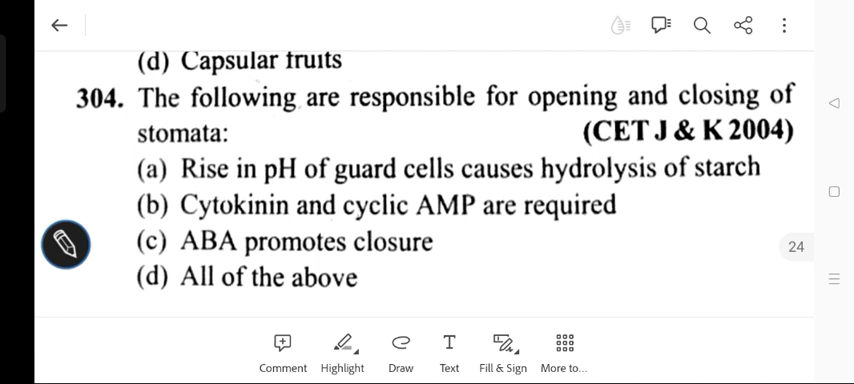 (d) Capsular fruits
304. The following are responsible for opening and closing of
stomata: (CET J & K 2004)
(a) Rise in pH of guard cells causes hydrolysis of starch
(b) Cytokinin and cyclic AMP are required
(c) ABA promotes closure
24
(d) All of the above
Comment Highlight Draw Text Fill & Sign More to...